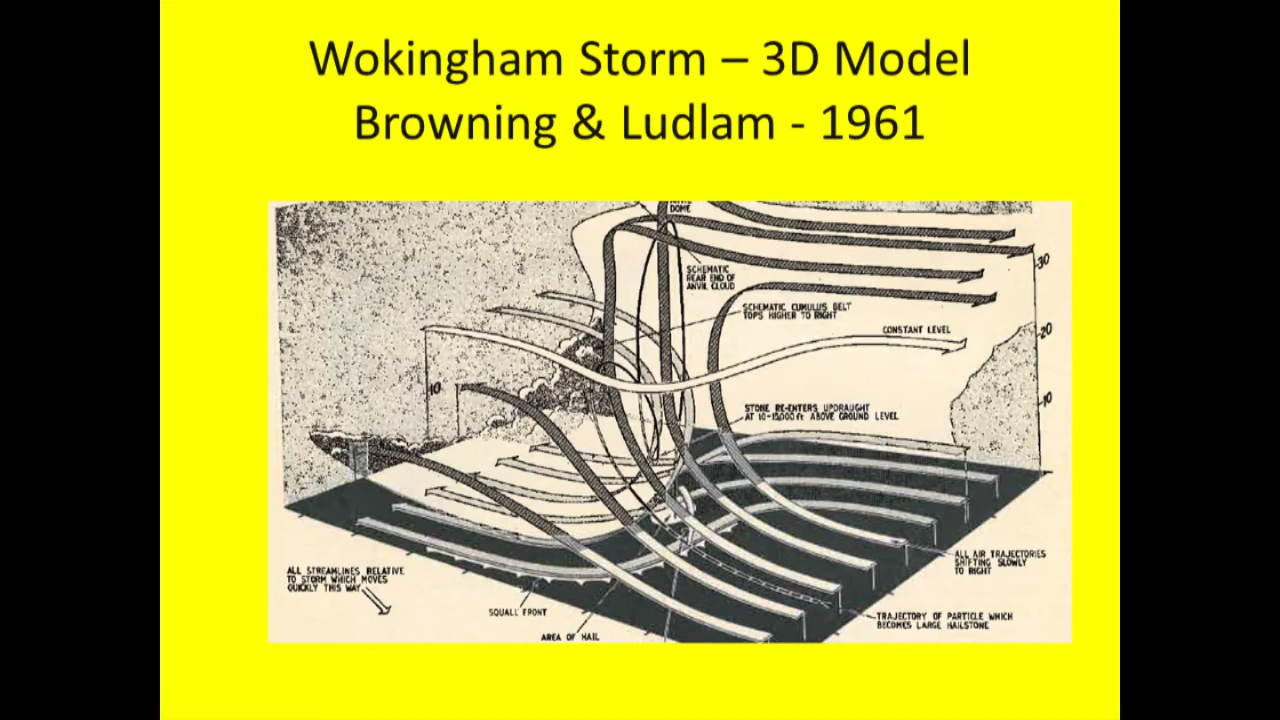 Wokingham Storm – 3D Model
Browning & Ludlam - 1961
DOME
SCHEMATIC
REAR END OF
ANVIL CLOUD
30
SCHEMATIC CUMULUS BELT
TOPS HIGHER TO RIGHT
CONSTANT LEVEL
20
10
10
STONE RE-ENTERS UPDRAUGHT
AT 10-15,000 ft ABOVE GROUND LEVEL
ALL AIR TRAJECTORIES
SHIFTING SLOWLY
TO RIGHT
ALL STREAMLINES RELATIVE
TO STORM WHICH MOVES
QUICKLY THIS WAY
SQUALL FRONT
TRAJECTORY OF PARTICLE WHICH
BECOMES LARGE HAILSTONE
AREA OF HAIL